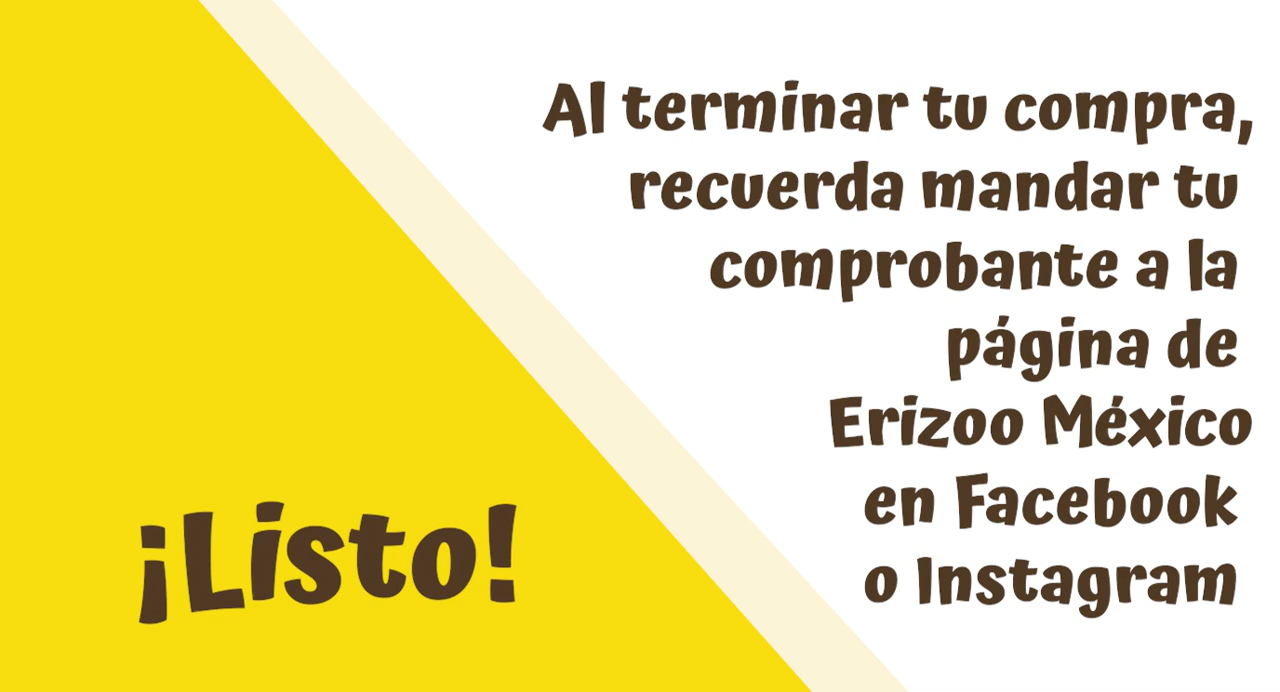 Al terminar tu compra,
recuerda mandar tu
comprobante a la
página de
Erizoo México
en Facebook
o Instagram
¡Listo!